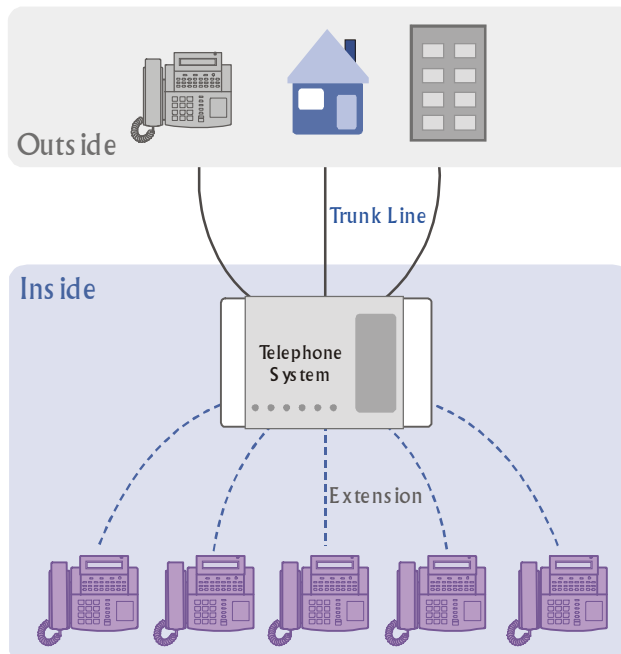 Outside
Trunk Line
Inside
Telephone
System
Extension